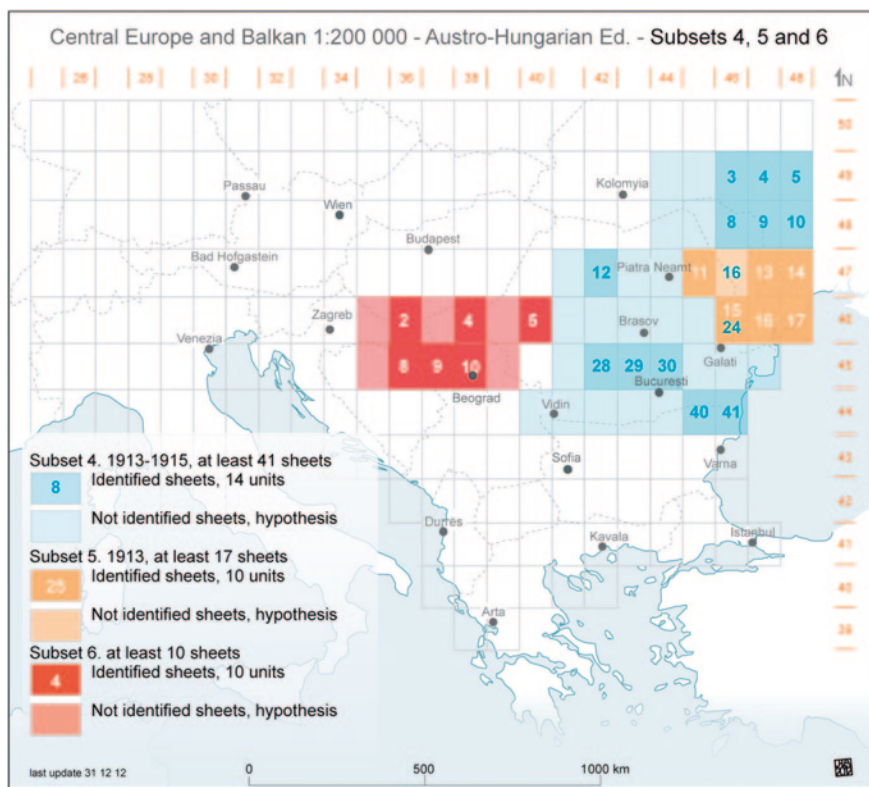 Central Europe and Balkan 1:200 000 - Austro-Hungarian Ed. - Subsets 4, 5 and 6
26 28 30 32 34 36 38 40 42 44 46 48 N
50
3 4 5 49
Passau Kolomyia
Wien 8 9 10 48
Budapest
Bad Hofgastein 12 Piatra Neamt 11 16 13 14 47
Zagreb 2 4 5 Brasov 15 24 16 17 46
Venezia 8 9 10 28 29 30 Galati 45
Beograd Bucuresti
Vidin 40 41 44
Subset 4. 1913-1915, at least 41 sheets Sofia Varna 43
8 Identified sheets, 14 units
Not identified sheets, hypothesis 42
Durres Kavala Istanbul 41
Subset 5. 1913, at least 17 sheets
25 Identified sheets, 10 units
Not identified sheets, hypothesis 40
Arta 39
Subset 6. at least 10 sheets
4 Identified sheets, 10 units
Not identified sheets, hypothesis
last update 31 12 12 0 500 1000 km